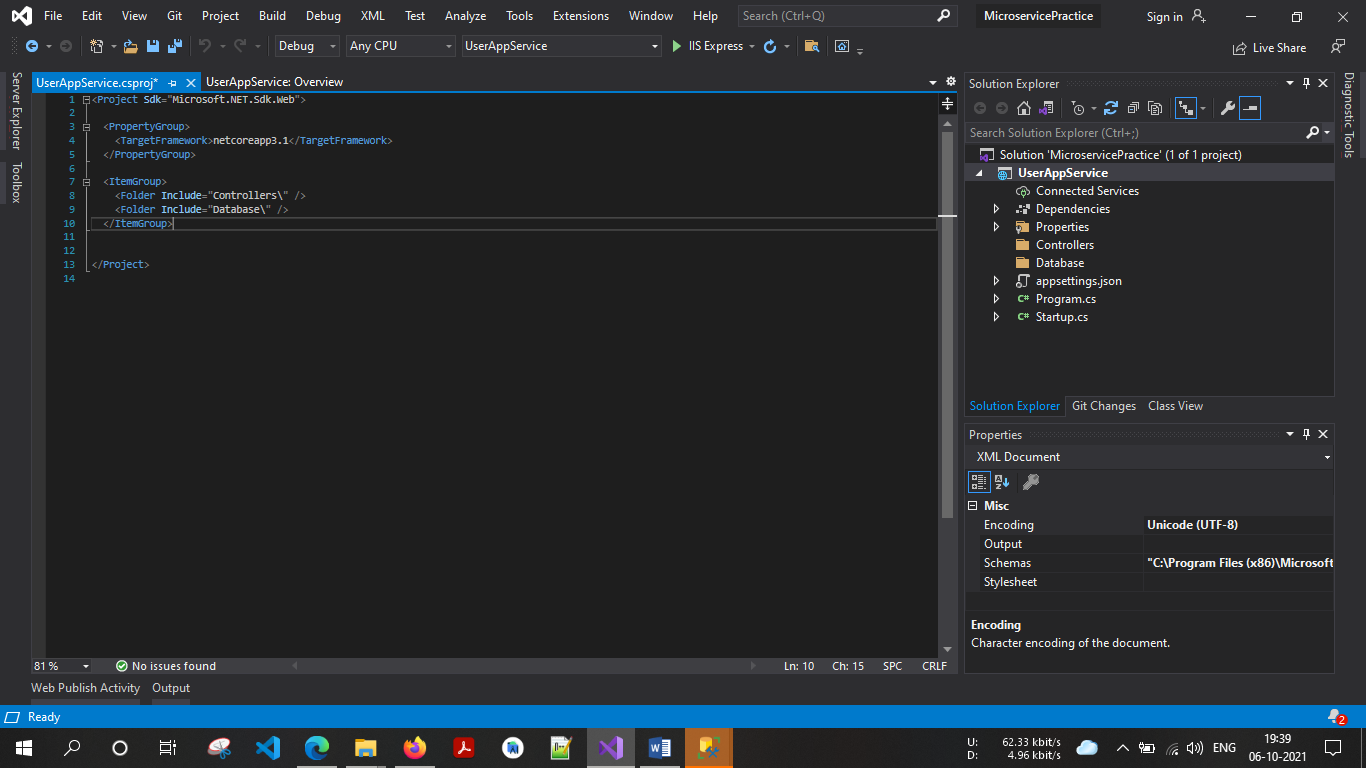 File Edit View Git Project Build Debug XML Test Analyze Tools Extensions Window Help Search (Ctrl+Q) MicroservicePractice Sign in
Debug Any CPU UserAppService IIS Express Live Share
Server Explorer
Toolbox
UserAppService.csproj* UserAppService: Overview
1 <Project Sdk="Microsoft.NET.Sdk.Web">
2
3 <PropertyGroup>
4 <TargetFramework>netcoreapp3.1</TargetFramework>
5 </PropertyGroup>
6
7 <ItemGroup>
8 <Folder Include="Controllers\" />
9 <Folder Include="Database\" />
10 </ItemGroup>
11
12
13 </Project>
14
81 % No issues found Ln: 10 Ch: 15 SPC CRLF
Web Publish Activity Output
Solution Explorer
Search Solution Explorer (Ctrl+;)
Solution 'MicroservicePractice' (1 of 1 project)
UserAppService
Connected Services
Dependencies
Properties
Controllers
Database
appsettings.json
C# Program.cs
C# Startup.cs
Solution Explorer Git Changes Class View
Properties
XML Document
Misc
Encoding Unicode (UTF-8)
Output
Schemas "C:\Program Files (x86)\Microsoft
Stylesheet
Encoding
Character encoding of the document.
Diagnostic Tools
Ready 2
U: 62.33 kbit/s
D: 4.96 kbit/s
ENG
19:39
06-10-2021